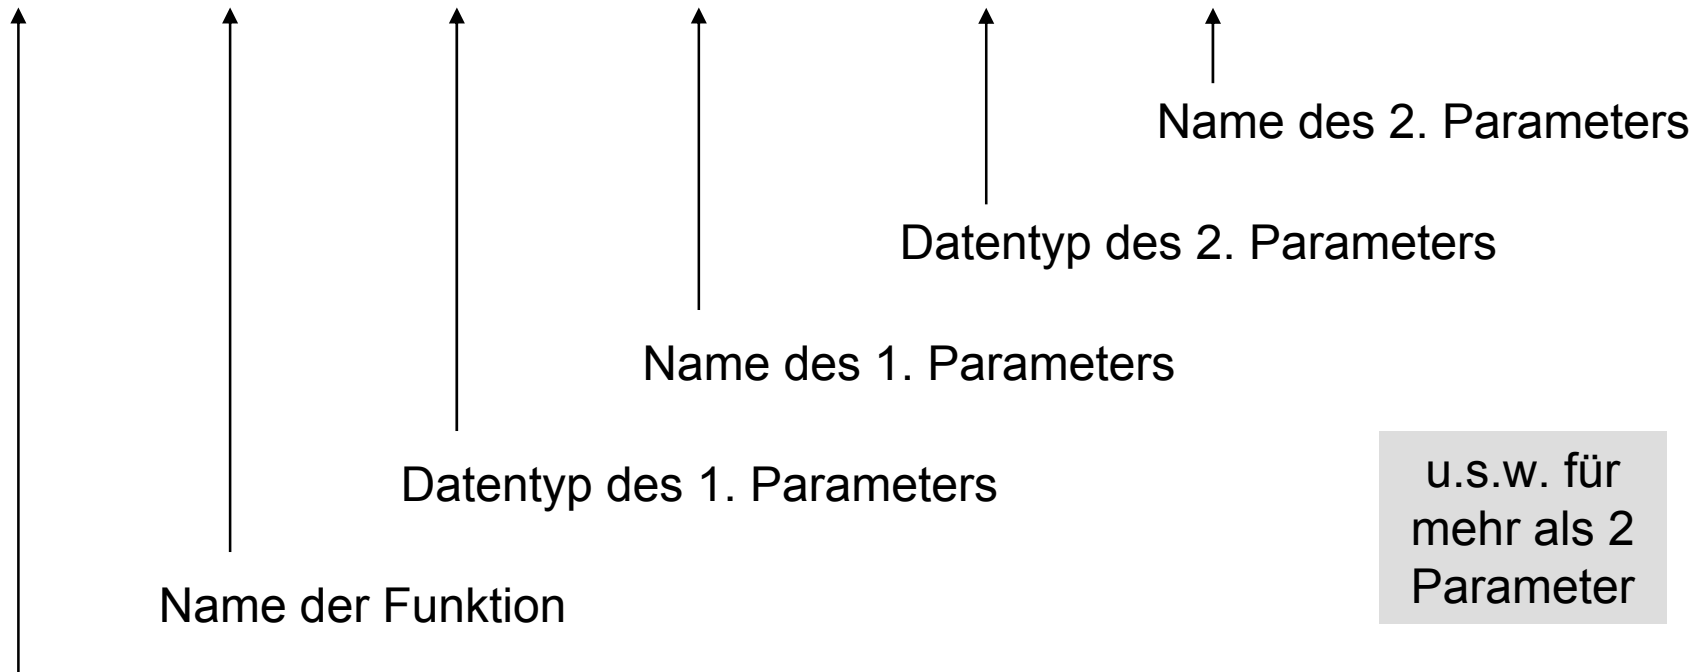 Name des 2. Parameters
Datentyp des 2. Parameters
Name des 1. Parameters
Datentyp des 1. Parameters
u.s.w. für
mehr als 2
Parameter
Name der Funktion